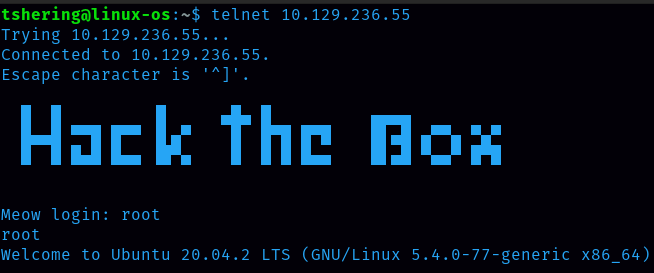 tshering@linux-os:~$ telnet 10.129.236.55
Trying 10.129.236.55...
Connected to 10.129.236.55.
Escape character is '^]'.
Hack the Box
Meow login: root
root
Welcome to Ubuntu 20.04.2 LTS (GNU/Linux 5.4.0-77-generic x86_64)